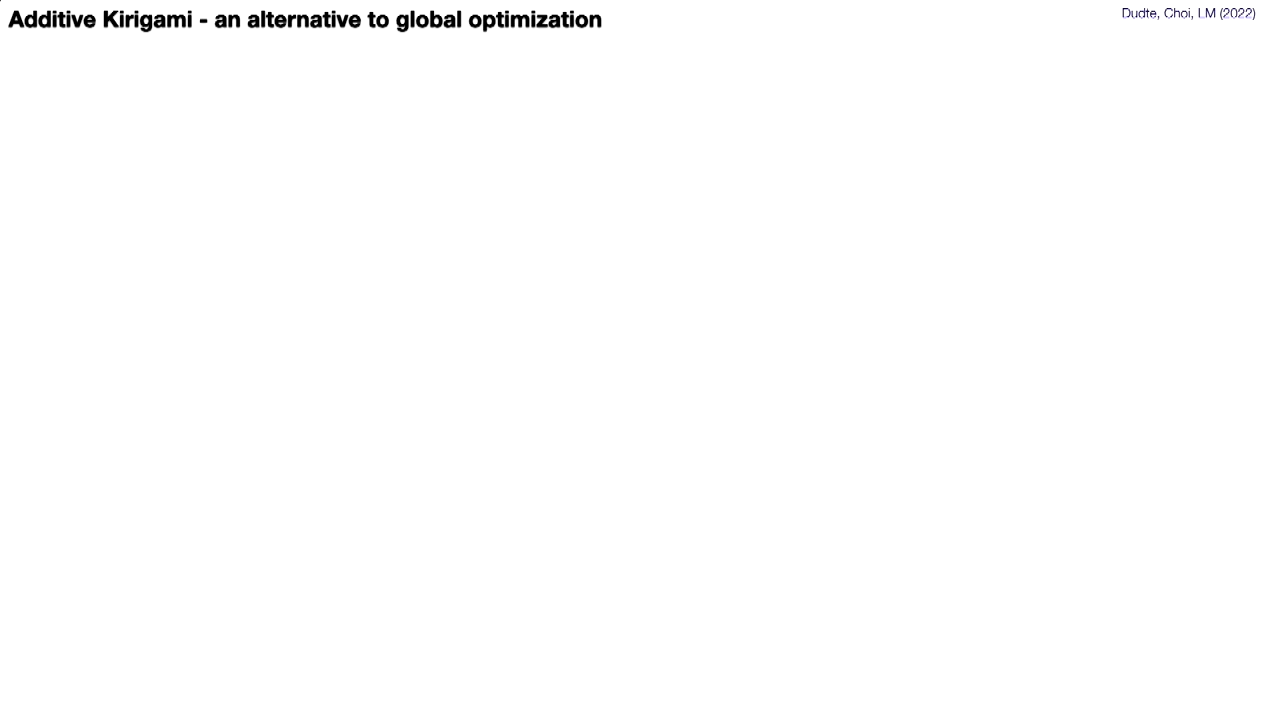 Additive Kirigami - an alternative to global optimization
Dudte, Choi, LM (2022)